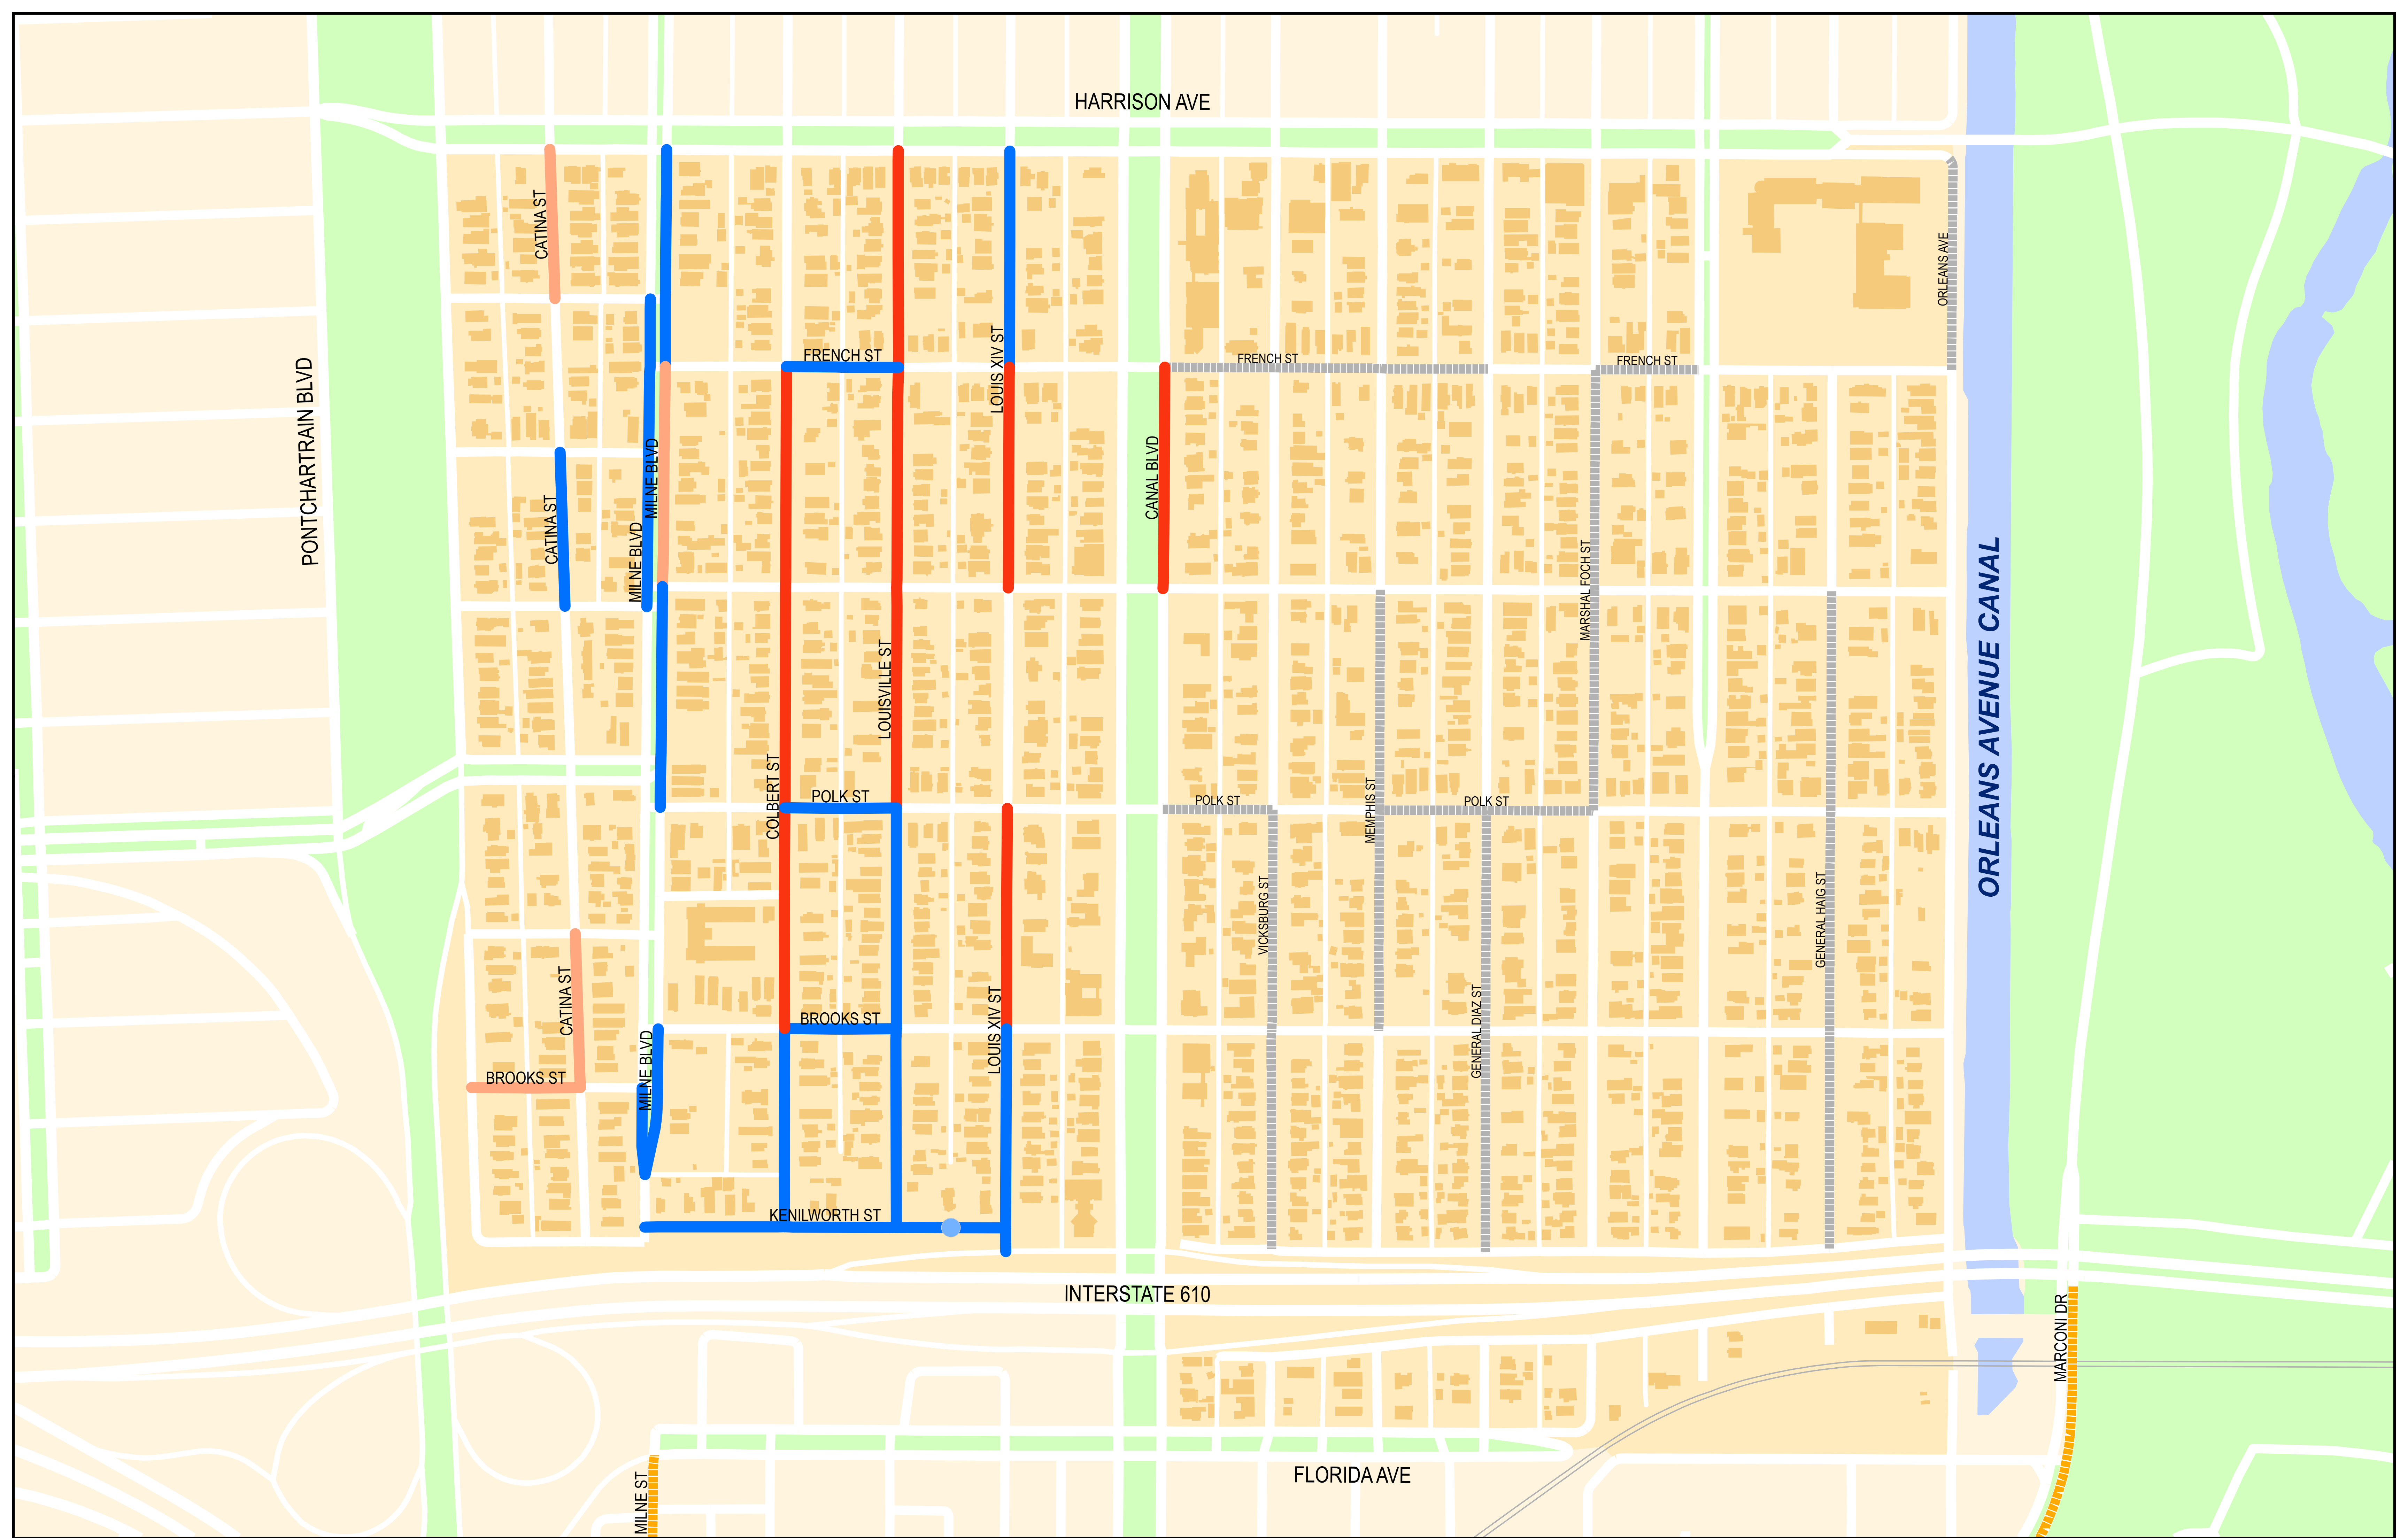 HARRISON AVE
CATINA ST
ORLEANS AVE
LOUIS XIV ST
FRENCH ST
FRENCH ST
FRENCH ST
PONTCHARTRAIN BLVD
MILNE BLVD
CANAL BLVD
CATINA ST
MILNE BLVD
MARSHAL FOCH ST
ORLEANS AVENUE CANAL
LOUISVILLE ST
COLBERT ST
POLK ST
POLK ST
POLK ST
MEMPHIS ST
VICKSBURG ST
GENERAL HAIG ST
CATINA ST
LOUIS XIV ST
GENERAL DIAZ ST
BROOKS ST
MILNE BLVD
BROOKS ST
KENILWORTH ST
INTERSTATE 610
MARCONI DR
FLORIDA AVE
MILNE ST